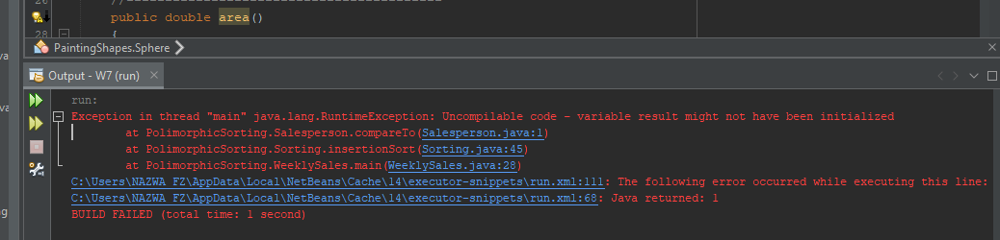 26 //=========================================
public double area()
28 {
PaintingShapes.Sphere
Output - W7 (run)
run:
Exception in thread "main" java.lang.RuntimeException: Uncompilable code - variable result might not have been initialized
at PolimorphicSorting.Salesperson.compareTo(Salesperson.java:1)
at PolimorphicSorting.Sorting.insertionSort(Sorting.java:45)
at PolimorphicSorting.WeeklySales.main(WeeklySales.java:28)
C:\Users\NAZWA FZ\AppData\Local\NetBeans\Cache\14\executor-snippets\run.xml:111: The following error occurred while executing this line:
C:\Users\NAZWA FZ\AppData\Local\NetBeans\Cache\14\executor-snippets\run.xml:68: Java returned: 1
BUILD FAILED (total time: 1 second)